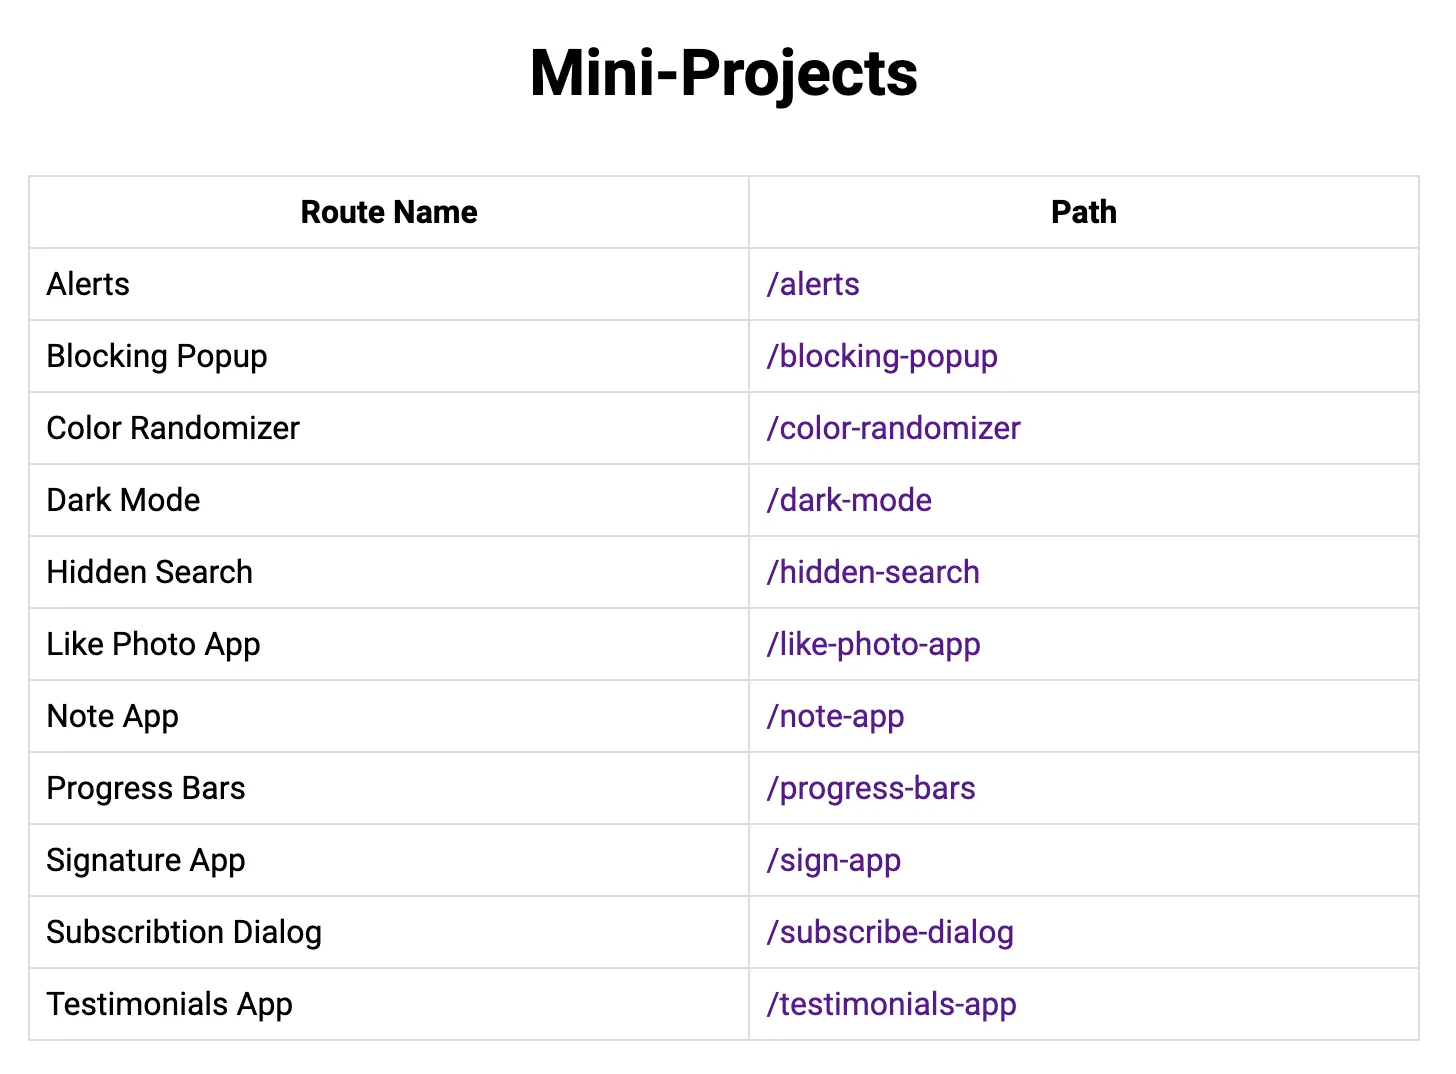 Mini-Projects
Route Name Path
Alerts /alerts
Blocking Popup /blocking-popup
Color Randomizer /color-randomizer
Dark Mode /dark-mode
Hidden Search /hidden-search
Like Photo App /like-photo-app
Note App /note-app
Progress Bars /progress-bars
Signature App /sign-app
Subscribtion Dialog /subscribe-dialog
Testimonials App /testimonials-app